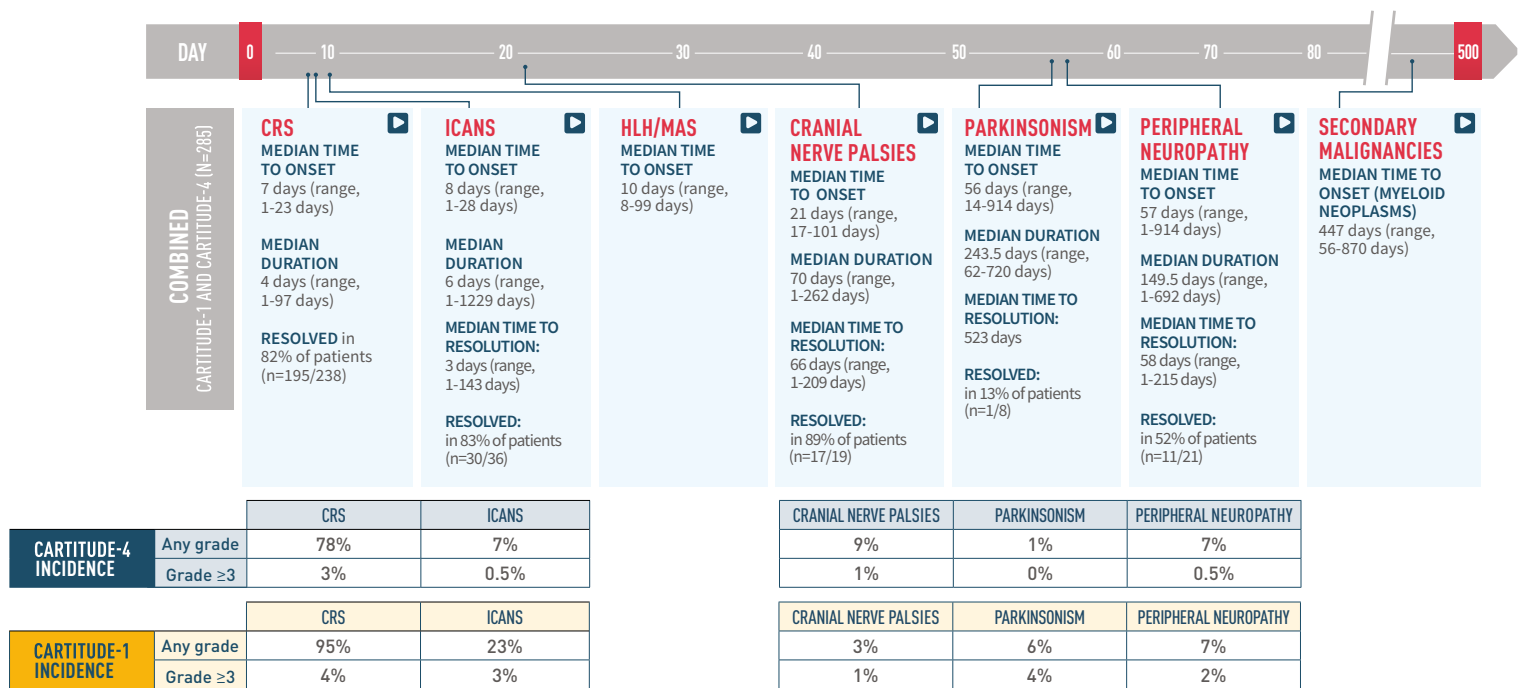 DAY 0 10 20 30 40 50 60 70 80 500
COMBINED
CARTITUDE-1 AND CARTITUDE-4 (N=285)
CRS
MEDIAN TIME
TO ONSET
7 days (range,
1-23 days)
MEDIAN
DURATION
4 days (range,
1-97 days)
RESOLVED in
82% of patients
(n=195/238)
ICANS
MEDIAN TIME
TO ONSET
8 days (range,
1-28 days)
MEDIAN
DURATION
6 days (range,
1-1229 days)
MEDIAN TIME TO
RESOLUTION:
3 days (range,
1-143 days)
RESOLVED:
in 83% of patients
(n=30/36)
HLH/MAS
MEDIAN TIME
TO ONSET
10 days (range,
8-99 days)
CRANIAL
NERVE PALSIES
MEDIAN TIME
TO ONSET
21 days (range,
17-101 days)
MEDIAN DURATION
70 days (range,
1-262 days)
MEDIAN TIME TO
RESOLUTION:
66 days (range,
1-209 days)
RESOLVED:
in 89% of patients
(n=17/19)
PARKINSONISM
MEDIAN TIME
TO ONSET
56 days (range,
14-914 days)
MEDIAN DURATION
243.5 days (range,
62-720 days)
MEDIAN TIME TO
RESOLUTION:
523 days
RESOLVED:
in 13% of patients
(n=1/8)
PERIPHERAL
NEUROPATHY
MEDIAN TIME
TO ONSET
57 days (range,
1-914 days)
MEDIAN DURATION
149.5 days (range,
1-692 days)
MEDIAN TIME TO
RESOLUTION:
58 days (range,
1-215 days)
RESOLVED:
in 52% of patients
(n=11/21)
SECONDARY
MALIGNANCIES
MEDIAN TIME TO
ONSET (MYELOID
NEOPLASMS)
447 days (range,
56-870 days)
CRS ICANS CRANIAL NERVE PALSIES PARKINSONISM PERIPHERAL NEUROPATHY
CARTITUDE-4
INCIDENCE
Any grade 78% 7% 9% 1% 7%
Grade ≥3 3% 0.5% 1% 0% 0.5%
CRS ICANS CRANIAL NERVE PALSIES PARKINSONISM PERIPHERAL NEUROPATHY
CARTITUDE-1
INCIDENCE
Any grade 95% 23% 3% 6% 7%
Grade ≥3 4% 3% 1% 4% 2%